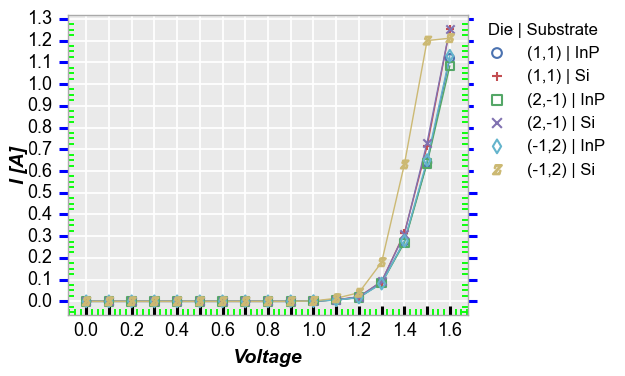 1.3
1.2
1.1
1.0
0.9
0.8
0.7
0.6
0.5
0.4
0.3
0.2
0.1
0.0
I [A]
0.0 0.2 0.4 0.6 0.8 1.0 1.2 1.4 1.6
Voltage
Die | Substrate
(1,1) | InP
(1,1) | Si
(2,-1) | InP
(2,-1) | Si
(-1,2) | InP
(-1,2) | Si